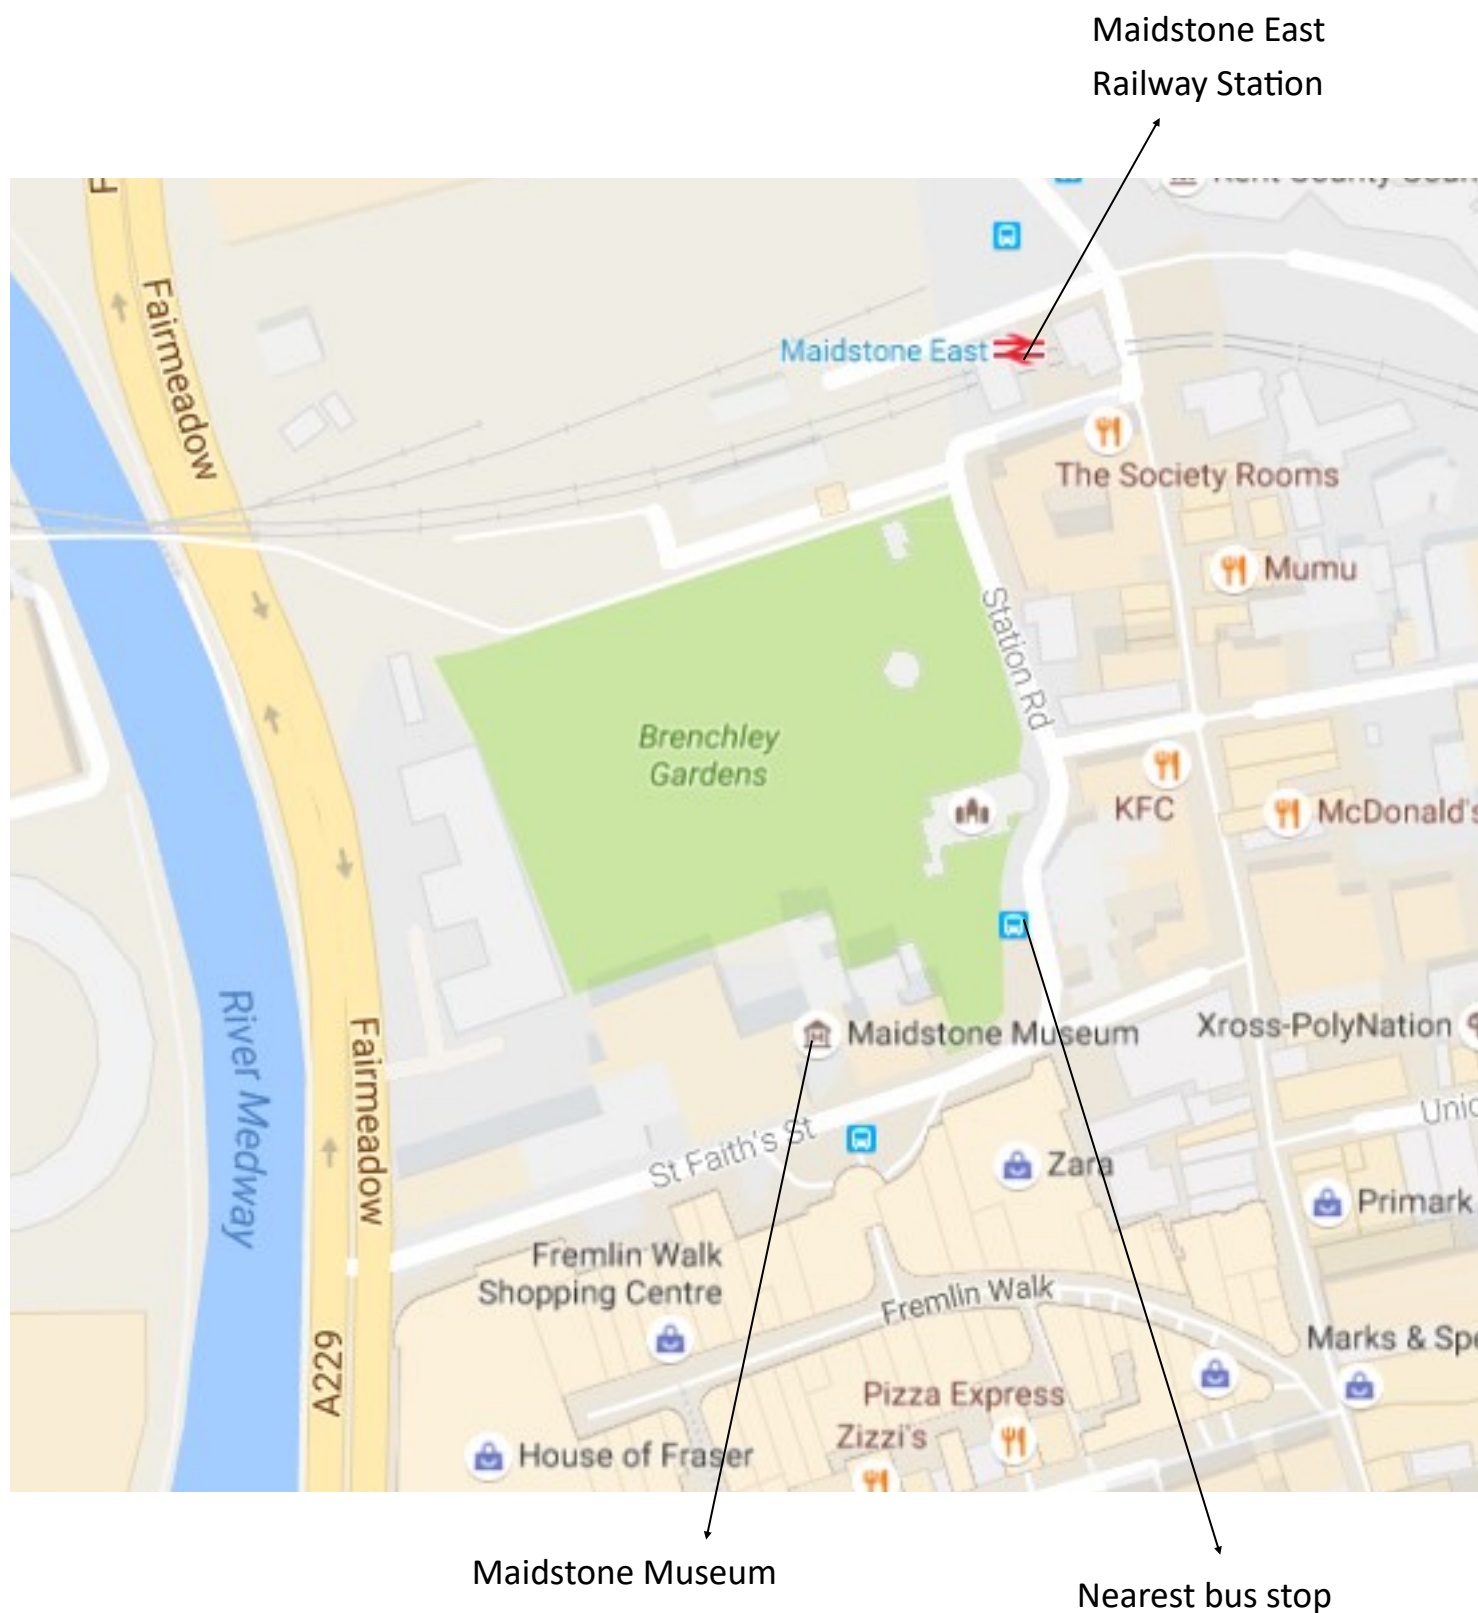 Maidstone East
Railway Station
Fairmeadow
Maidstone East
The Society Rooms
Mumu
Station Rd
Brenchley
Gardens
KFC
McDonald's
River Medway
Fairmeadow
Maidstone Museum
Xross-PolyNation
St Faith's St
Zara
Primark
Fremlin Walk
Shopping Centre
Fremlin Walk
A229
Marks &
Pizza Express
Zizzi's
House of Fraser
Maidstone Museum
Nearest bus stop